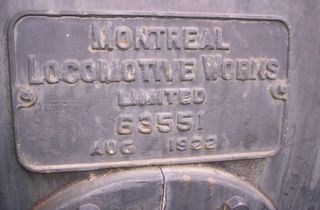 MONTREAL
LOCOMOTIVE WORKS
LIMITED
63551
AUG 1922